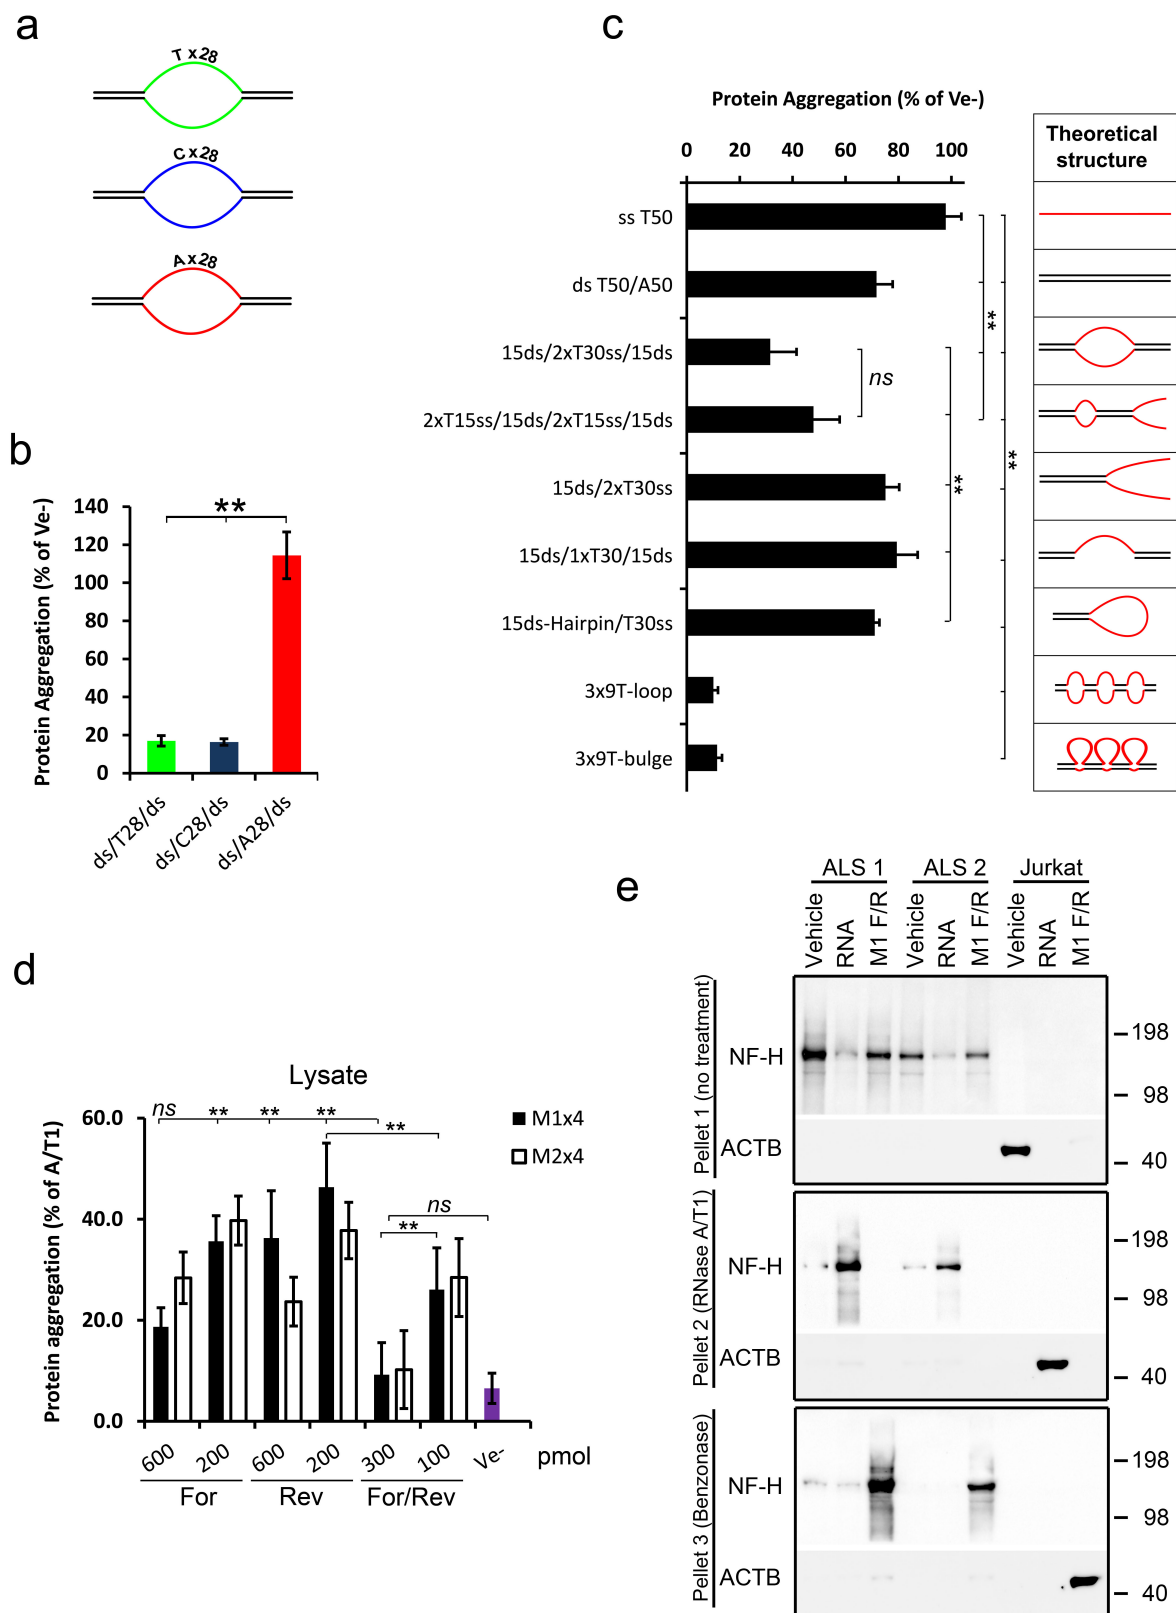 a
T x28
C x28
A x28
b
Protein Aggregation (% of Ve-)
140
120
100
80
60
40
20
0
**
ds/T28/ds
ds/C28/ds
ds/A28/ds
c
Protein Aggregation (% of Ve-)
0 20 40 60 80 100
ss T50
ds T50/A50
15ds/2xT30ss/15ds
2xT15ss/15ds/2xT15ss/15ds
15ds/2xT30ss
15ds/1xT30/15ds
15ds-Hairpin/T30ss
3x9T-loop
3x9T-bulge
ns
**
**
**
Theoretical
structure
d
Lysate
Protein aggregation (% of A/T1)
60.0
40.0
20.0
0.0
ns ** ** **
**
ns
**
M1x4
M2x4
600 200 600 200 300 100 Ve- pmol
For Rev For/Rev
e
ALS 1 ALS 2 Jurkat
Vehicle RNA M1 F/R Vehicle RNA M1 F/R Vehicle RNA M1 F/R
Pellet 1 (no treatment)
NF-H
ACTB
198
98
40
Pellet 2 (RNase A/T1)
NF-H
ACTB
198
98
40
Pellet 3 (Benzonase)
NF-H
ACTB
198
98
40